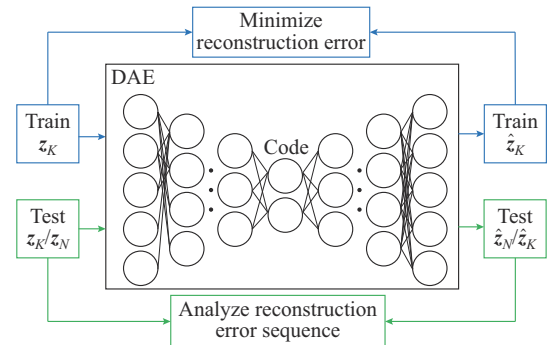 Minimize
reconstruction error
DAE
Train
z_K
Code
Train
ẑ_K
Test
z_K/z_N
Test
ẑ_N/ẑ_K
Analyze reconstruction
error sequence